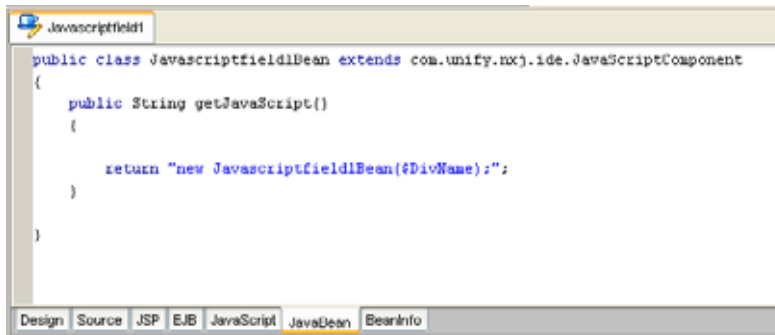 Javascriptfield1
public class Javascriptfield1Bean extends com.unify.nxj.ide.JavaScriptComponent
{
public String getJavaScript()
{
return "new Javascriptfield1Bean($DivName);";
}
}
Design Source JSP EJB JavaScript JavaBean BeanInfo